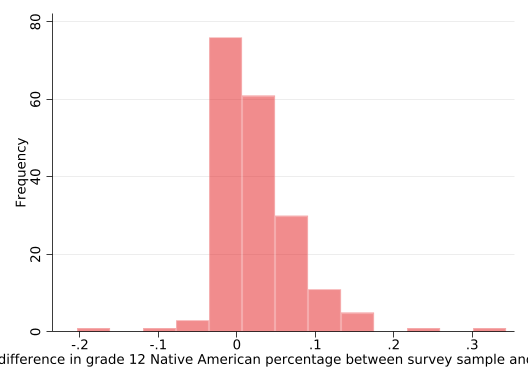 80
60
40
20
0
Frequency
-.2 -.1 0 .1 .2 .3
difference in grade 12 Native American percentage between survey sample and